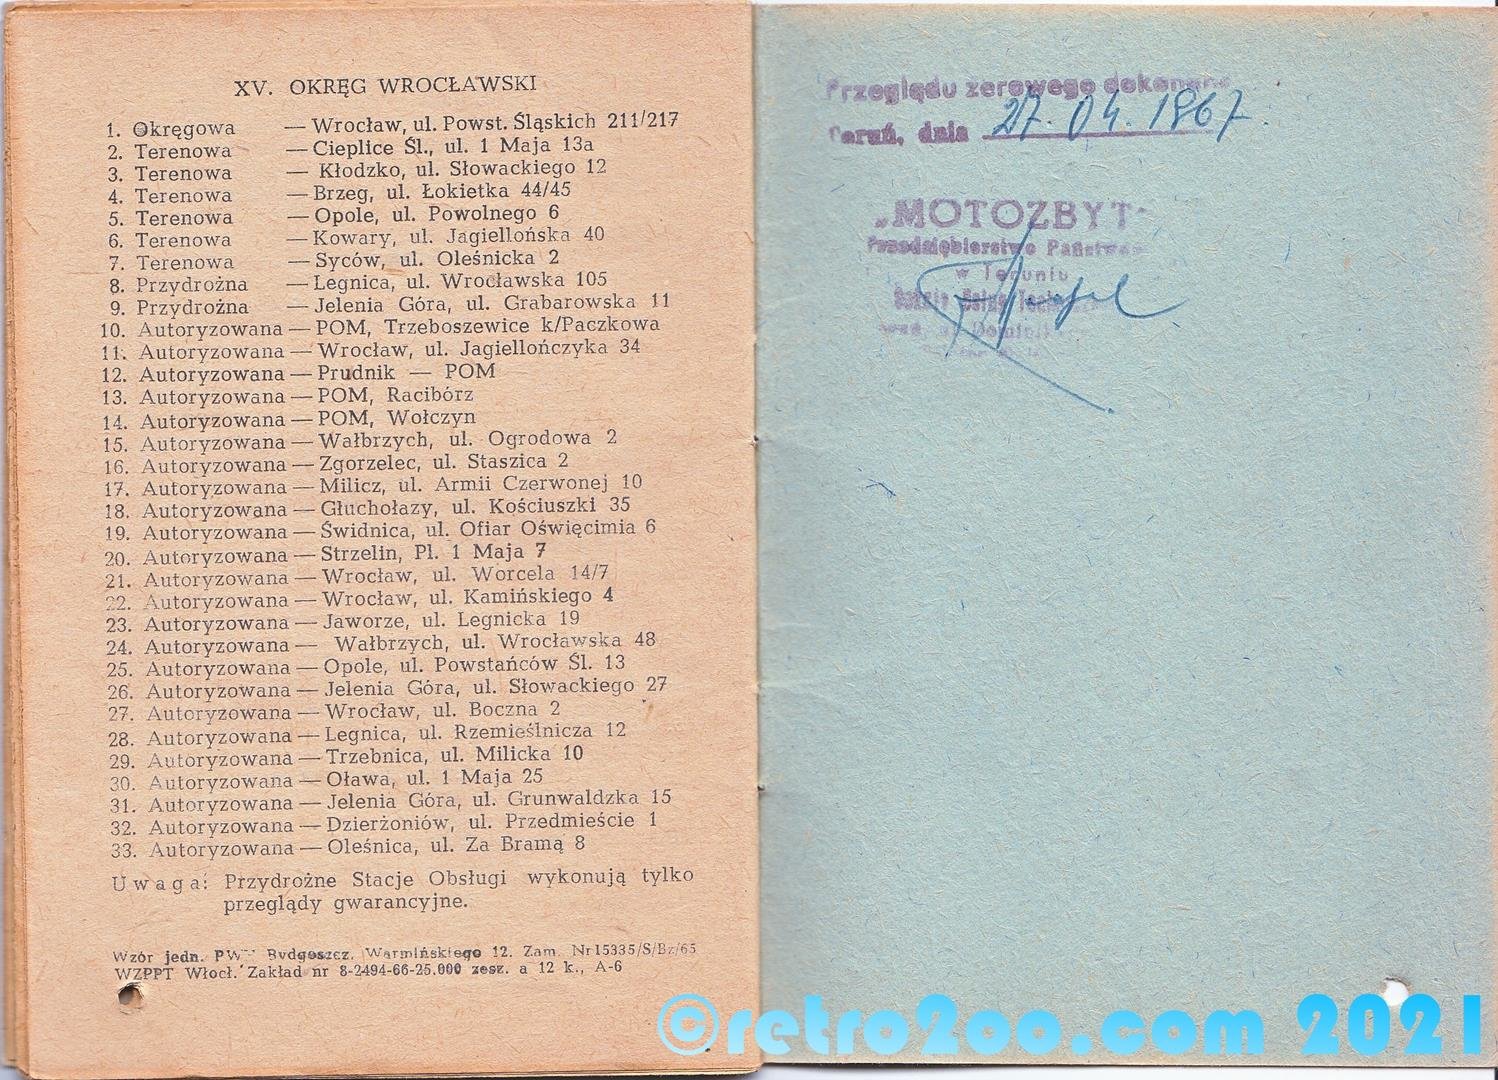 XV. OKRĘG WROCŁAWSKI
1. Okręgowa — Wrocław, ul. Powst. Śląskich 211/217
2. Terenowa — Cieplice Śl., ul. 1 Maja 13a
3. Terenowa — Kłodzko, ul. Słowackiego 12
4. Terenowa — Brzeg, ul. Łokietka 44/45
5. Terenowa — Opole, ul. Powolnego 6
6. Terenowa — Kowary, ul. Jagiellońska 40
7. Terenowa — Syców, ul. Oleśnicka 2
8. Przydrożna — Legnica, ul. Wrocławska 105
9. Przydrożna — Jelenia Góra, ul. Grabarowska 11
10. Autoryzowana — POM, Trzeboszewice k/Paczkowa
11. Autoryzowana — Wrocław, ul. Jagiellończyka 34
12. Autoryzowana — Prudnik — POM
13. Autoryzowana — POM, Racibórz
14. Autoryzowana — POM, Wołczyn
15. Autoryzowana — Wałbrzych, ul. Ogrodowa 2
16. Autoryzowana — Zgorzelec, ul. Staszica 2
17. Autoryzowana — Milicz, ul. Armii Czerwonej 10
18. Autoryzowana — Głuchołazy, ul. Kościuszki 35
19. Autoryzowana — Świdnica, ul. Ofiar Oświęcimia 6
20. Autoryzowana — Strzelin, Pl. 1 Maja 7
21. Autoryzowana — Wrocław, ul. Worcela 14/7
22. Autoryzowana — Wrocław, ul. Kamińskiego 4
23. Autoryzowana — Jaworze, ul. Legnicka 19
24. Autoryzowana — Wałbrzych, ul. Wrocławska 48
25. Autoryzowana — Opole, ul. Powstańców Śl. 13
26. Autoryzowana — Jelenia Góra, ul. Słowackiego 27
27. Autoryzowana — Wrocław, ul. Boczna 2
28. Autoryzowana — Legnica, ul. Rzemieślnicza 12
29. Autoryzowana — Trzebnica, ul. Milicka 10
30. Autoryzowana — Oława, ul. 1 Maja 25
31. Autoryzowana — Jelenia Góra, ul. Grunwaldzka 15
32. Autoryzowana — Dzierżoniów, ul. Przedmieście 1
33. Autoryzowana — Oleśnica, ul. Za Bramą 8
Uwaga: Przydrożne Stacje Obsługi wykonują tylko
przeglądy gwarancyjne.
Wzór jedn. Bydgoszcz, Warmińskiego 12. Zam. Nr 15335/S/Bz/65
WZPPT Włocł. Zakład nr 8-2494-66-25.000 zesz. a 12 k., A-6
Przeglądu zerowego dokonano
Toruń, dnia 27.04.1967.
„MOTOZBYT"
Przedsiębiorstwo Państwowe
w Toruniu
©retro200.com 2021